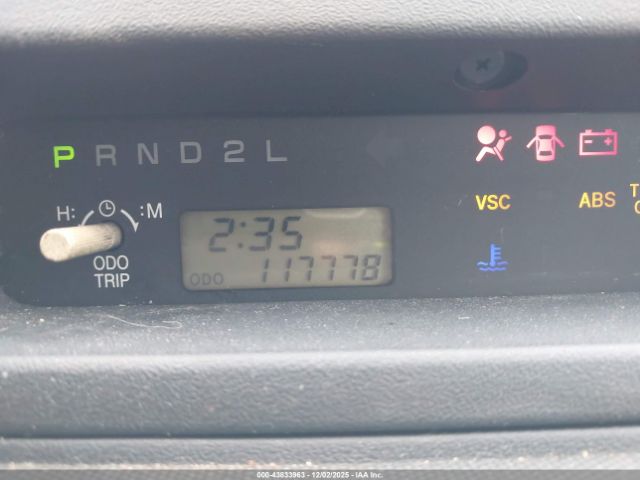 P R N D 2 L
H: :M
ODO
TRIP
2:35
ODO 117778
VSC
ABS
000-43833963 - 12/02/2025 - IAA Inc.